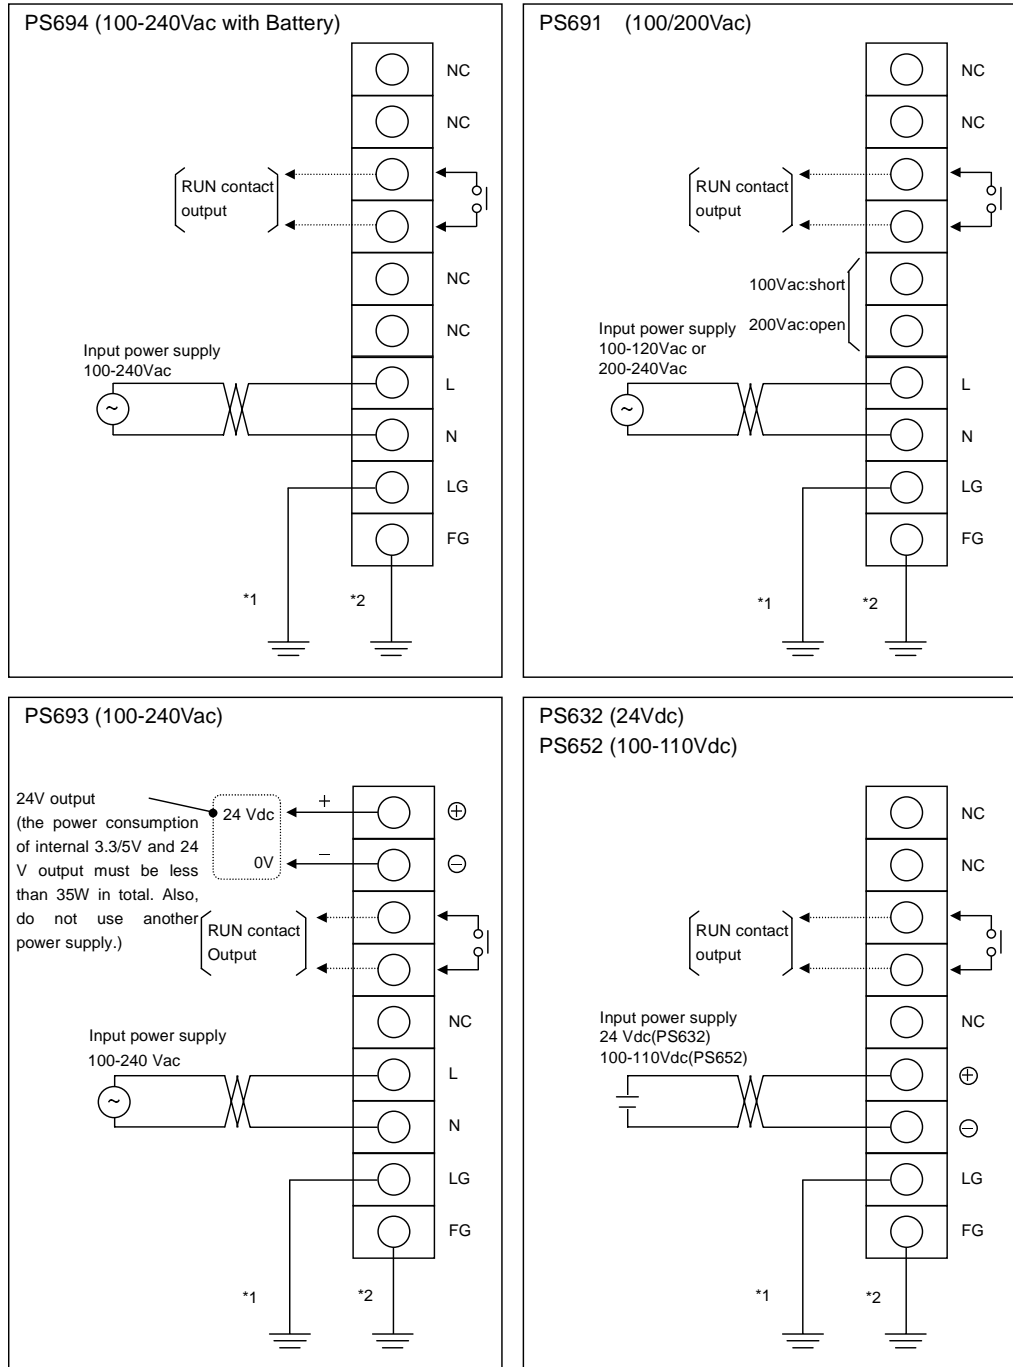 PS694 (100-240Vac with Battery)
NC
NC
RUN contact
output
NC
NC
Input power supply
100-240Vac
~
L
N
LG
FG
*1
*2
PS691 (100/200Vac)
NC
NC
RUN contact
output
100Vac:short
200Vac:open
Input power supply
100-120Vac or
200-240Vac
~
L
N
LG
FG
*1
*2
PS693 (100-240Vac)
24V output
(the power consumption
of internal 3.3/5V and 24
V output must be less
than 35W in total. Also,
do not use another
power supply.)
24 Vdc
+
⊕
0V
–
⊖
RUN contact
Output
NC
Input power supply
100-240 Vac
~
L
N
LG
FG
*1
*2
PS632 (24Vdc)
PS652 (100-110Vdc)
NC
NC
RUN contact
output
NC
Input power supply
24 Vdc(PS632)
100-110Vdc(PS652)
⊕
⊖
LG
FG
*1
*2